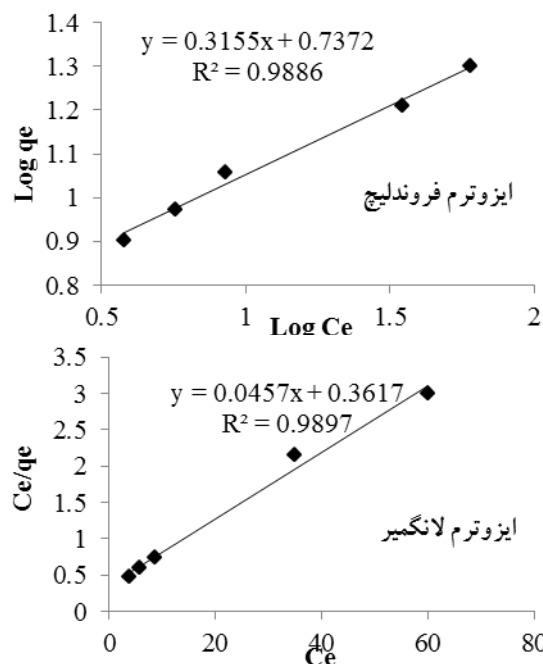 1.4
1.3
1.2
1.1
1
0.9
0.8
Log qe
y = 0.3155x + 0.7372
R² = 0.9886
ایزوترم فروندلیچ
0.5 1 1.5 2
Log Ce
3.5
3
2.5
2
1.5
1
0.5
0
Ce/qe
y = 0.0457x + 0.3617
R² = 0.9897
ایزوترم لانگمیر
0 20 40 60 80
Ce